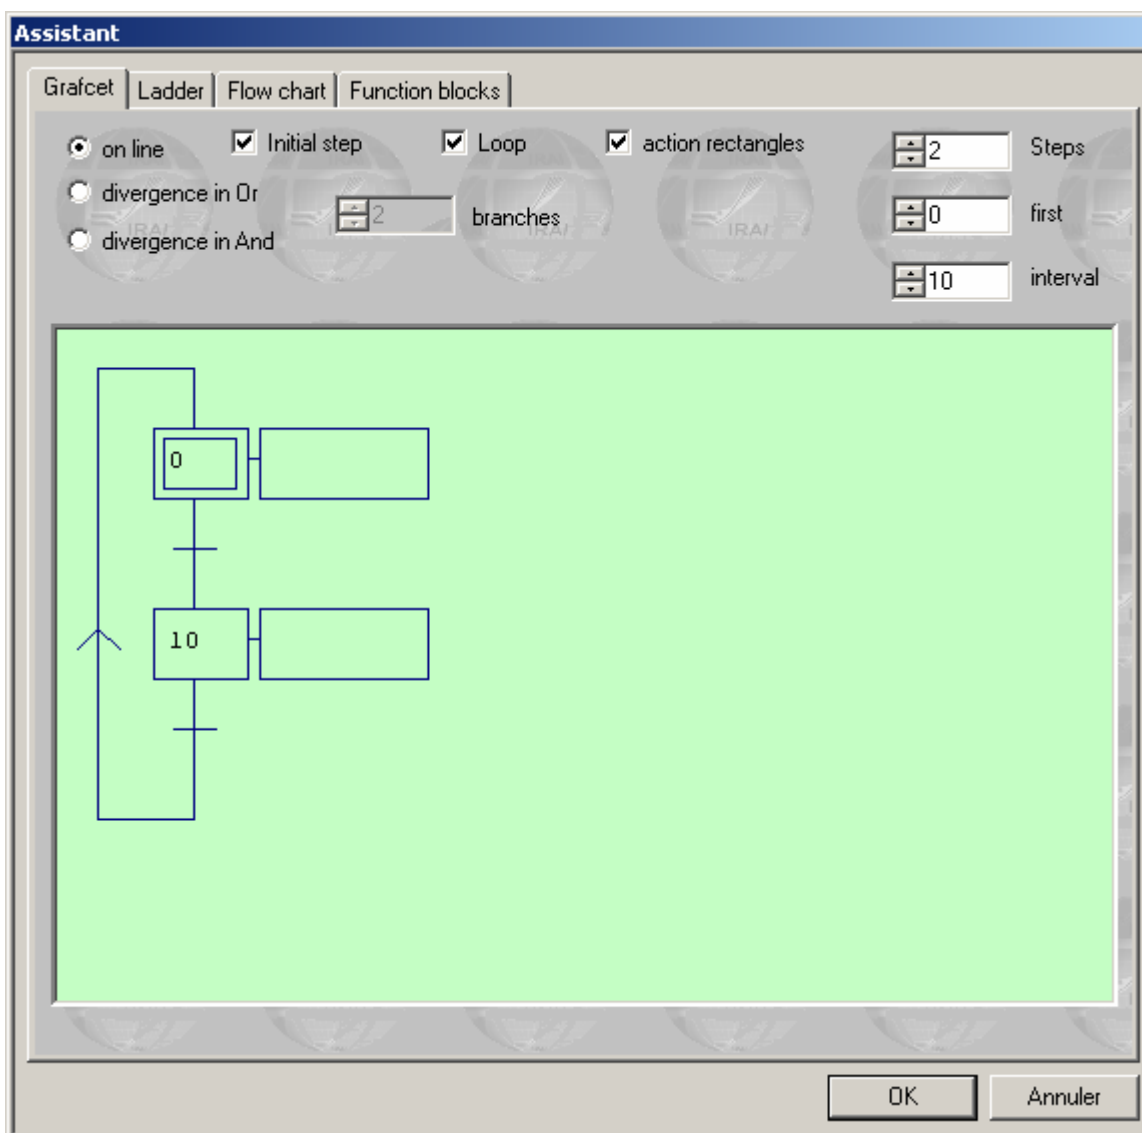 Assistant
Grafcet Ladder Flow chart Function blocks
on line Initial step Loop action rectangles 2 Steps
divergence in Or 2 branches 0 first
divergence in And 10 interval
0
10
OK Annuler